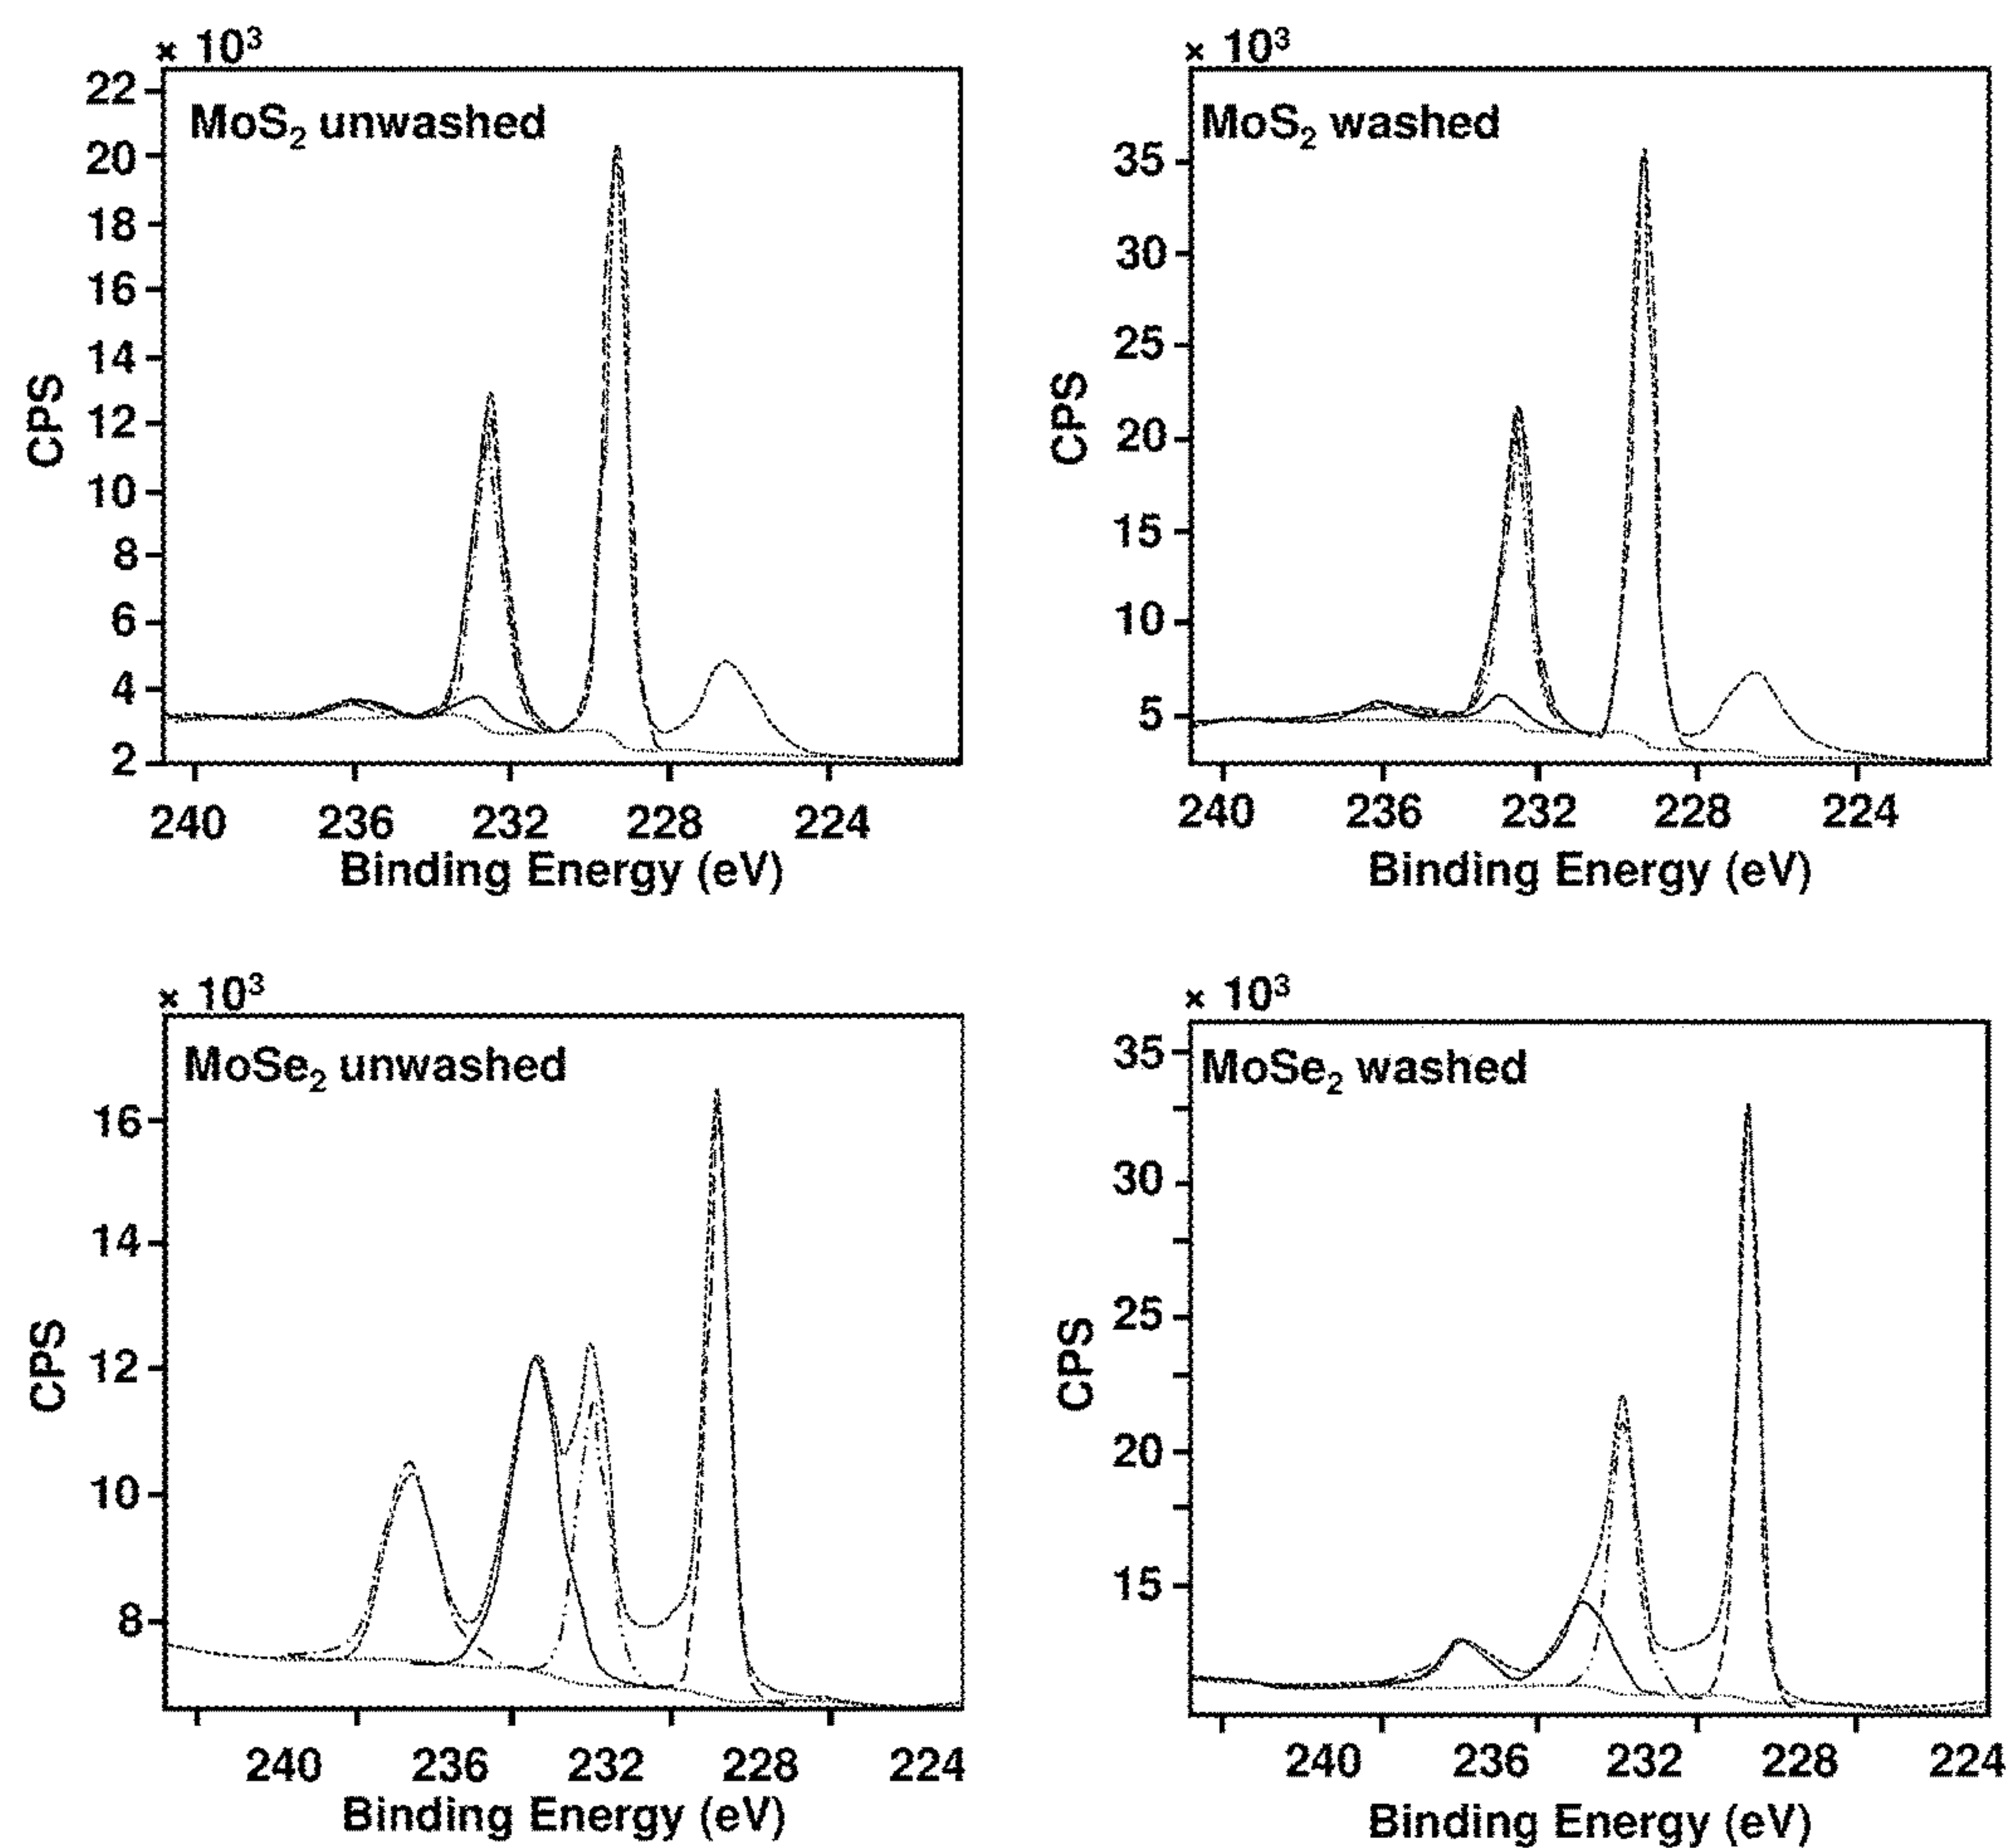 × 10³
MoS₂ unwashed
22
20
18
16
14
12
10
8
6
4
2
CPS
240 236 232 228 224
Binding Energy (eV)
× 10³
MoS₂ washed
35
30
25
20
15
10
5
CPS
240 236 232 228 224
Binding Energy (eV)
× 10³
MoSe₂ unwashed
16
14
12
10
8
CPS
240 236 232 228 224
Binding Energy (eV)
× 10³
MoSe₂ washed
35
30
25
20
15
CPS
240 236 232 228 224
Binding Energy (eV)